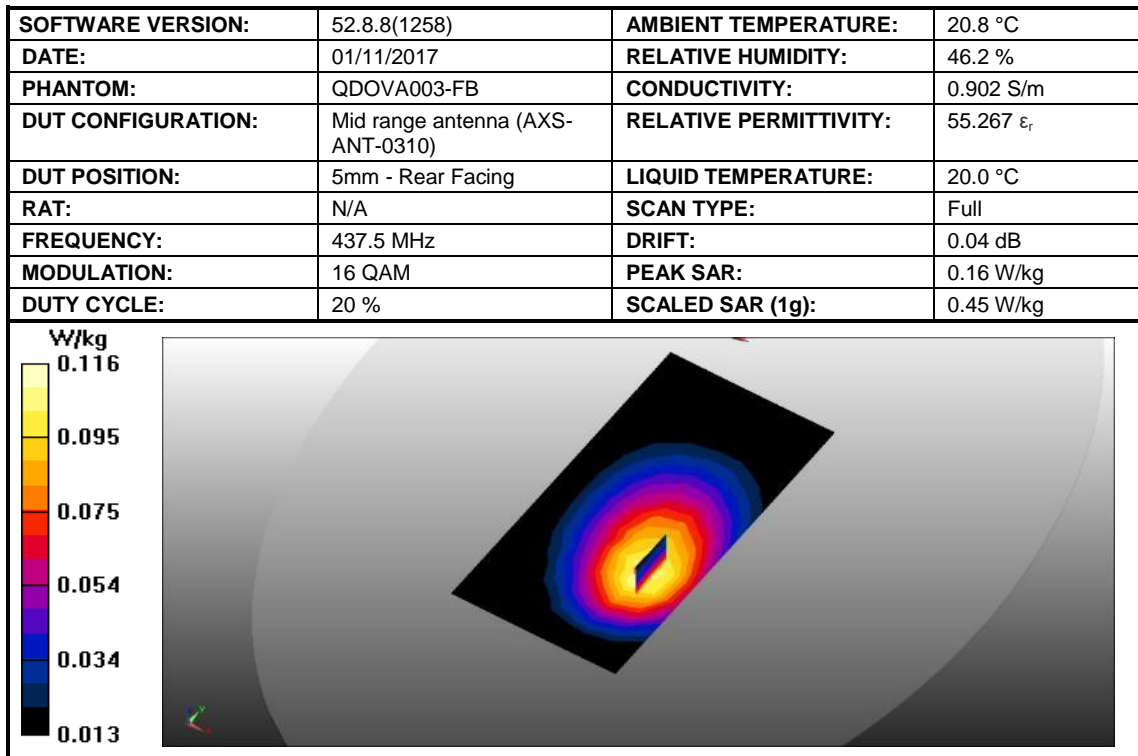 SOFTWARE VERSION: 52.8.8(1258) AMBIENT TEMPERATURE: 20.8 °C
DATE: 01/11/2017 RELATIVE HUMIDITY: 46.2 %
PHANTOM: QDOVA003-FB CONDUCTIVITY: 0.902 S/m
DUT CONFIGURATION: Mid range antenna (AXS- RELATIVE PERMITTIVITY: 55.267 εr
ANT-0310)
DUT POSITION: 5mm - Rear Facing LIQUID TEMPERATURE: 20.0 °C
RAT: N/A SCAN TYPE: Full
FREQUENCY: 437.5 MHz DRIFT: 0.04 dB
MODULATION: 16 QAM PEAK SAR: 0.16 W/kg
DUTY CYCLE: 20 % SCALED SAR (1g): 0.45 W/kg
W/kg
0.116
0.095
0.075
0.054
0.034
0.013